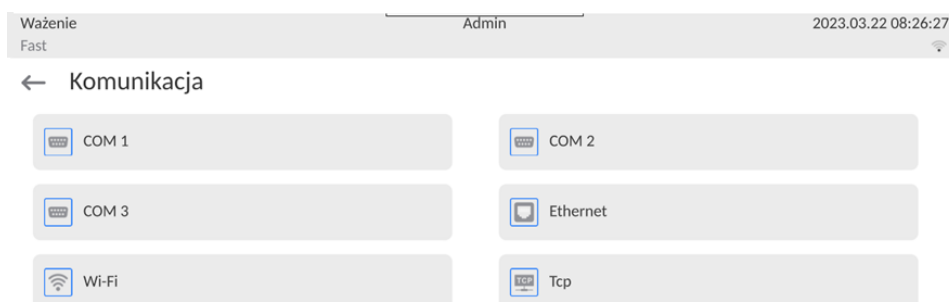 Ważenie Admin 2023.03.22 08:26:27
Fast
← Komunikacja
COM 1 COM 2
COM 3 Ethernet
Wi-Fi TCP Tcp